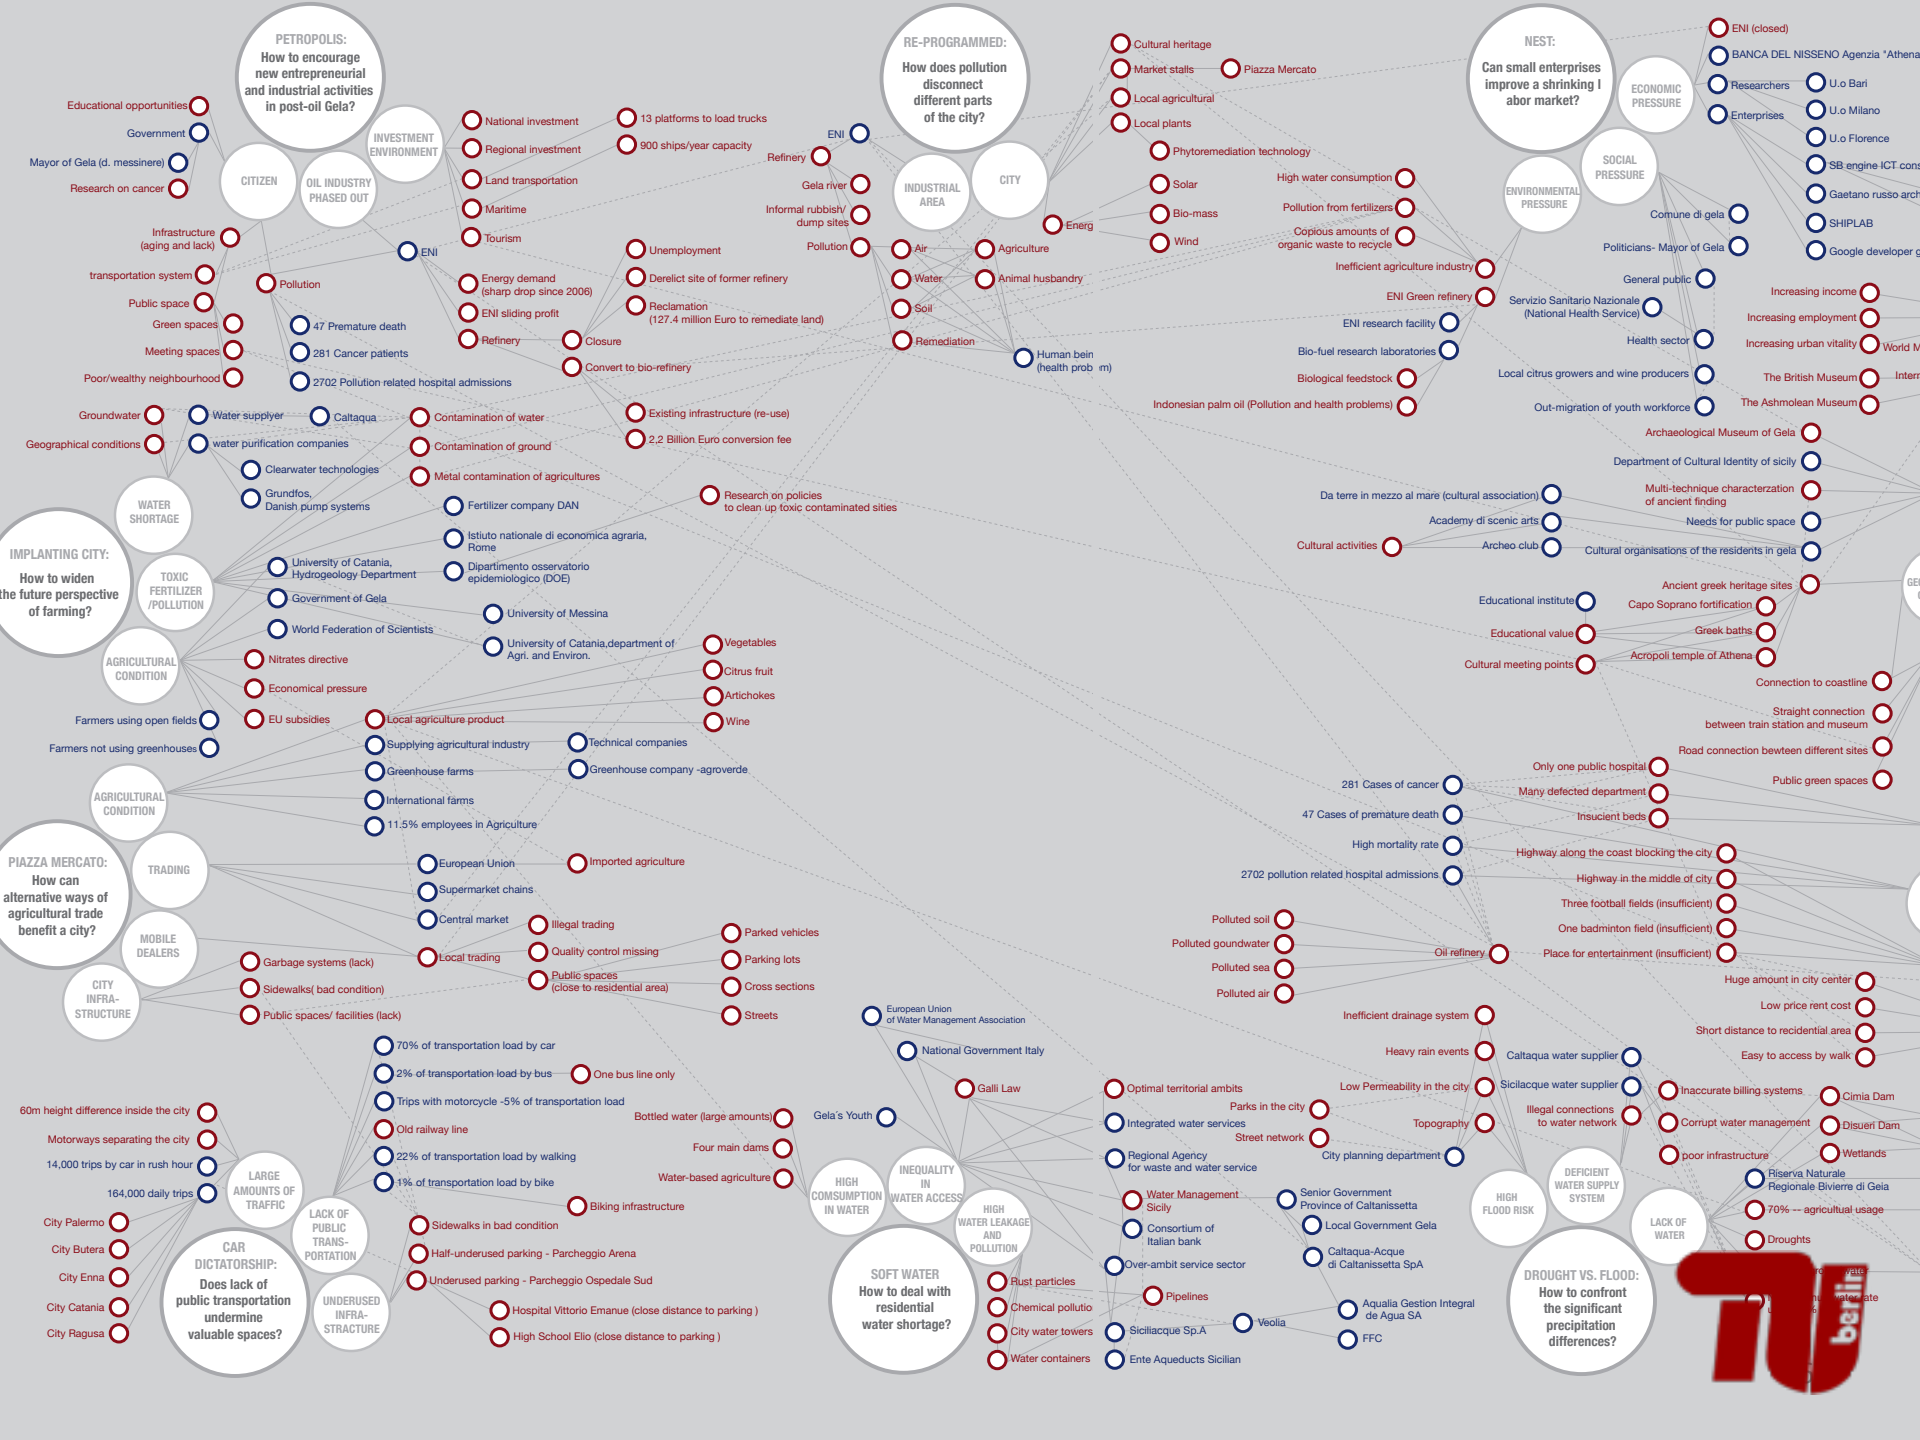 PETROPOLIS:
How to encourage
new entrepreneurial
and industrial activities
in post-oil Gela?
CITIZEN
OIL INDUSTRY
PHASED OUT
INVESTMENT
ENVIRONMENT
Educational opportunities
Government
Mayor of Gela (d. messinere)
Research on cancer
Infrastructure
(aging and lack)
transportation system
Public space
Green spaces
Meeting spaces
Poor/wealthy neighbourhood
Pollution
47 Premature death
281 Cancer patients
2702 Pollution related hospital admissions
National investment
Regional investment
Land transportation
Maritime
Tourism
13 platforms to load trucks
900 ships/year capacity
ENI
Energy demand
(sharp drop since 2006)
ENI sliding profit
Refinery
Closure
Convert to bio-refinery
Unemployment
Derelict site of former refinery
Reclamation
(127.4 million Euro to remediate land)
Existing infrastructure (re-use)
2,2 Billion Euro conversion fee
RE-PROGRAMMED:
How does pollution
disconnect
different parts
of the city?
INDUSTRIAL
AREA
CITY
ENI
Refinery
Gela river
Informal rubbish/
dump sites
Pollution
Air
Water
Soil
Remediation
Agriculture
Animal husbandry
Human bein
(health prob m)
Cultural heritage
Market stalls
Piazza Mercato
Local agricultural
Local plants
Phytoremediation technology
Energ
Solar
Bio-mass
Wind
NEST:
Can small enterprises
improve a shrinking l
abor market?
ECONOMIC
PRESSURE
SOCIAL
PRESSURE
ENVIRONMENTAL
PRESSURE
ENI (closed)
BANCA DEL NISSENO Agenzia "Athena
Researchers
Enterprises
U.o Bari
U.o Milano
U.o Florence
SB engine ICT cons
Gaetano russo arch
SHIPLAB
Google developer g
Comune di gela
Politicians- Mayor of Gela
General public
Servizio Sanitario Nazionale
(National Health Service)
Health sector
Local citrus growers and wine producers
Out-migration of youth workforce
High water consumption
Pollution from fertilizers
Copious amounts of
organic waste to recycle
Inefficient agriculture industry
ENI Green refinery
ENI research facility
Bio-fuel research laboratories
Biological feedstock
Indonesian palm oil (Pollution and health problems)
Increasing income
Increasing employment
Increasing urban vitality
World M
The British Museum
Intern
The Ashmolean Museum
Archaeological Museum of Gela
Department of Cultural Identity of sicily
Multi-technique characterzation
of ancient finding
Needs for public space
Cultural organisations of the residents in gela
Da terre in mezzo al mare (cultural association)
Academy di scenic arts
Archeo club
Cultural activities
Ancient greek heritage sites
Capo Soprano fortification
Greek baths
Acropoli temple of Athena
Educational institute
Educational value
Cultural meeting points
Connection to coastline
Straight connection
between train station and museum
Road connection bewteen different sites
Public green spaces
IMPLANTING CITY:
How to widen
the future perspective
of farming?
WATER
SHORTAGE
TOXIC
FERTILIZER
/POLLUTION
AGRICULTURAL
CONDITION
Groundwater
Geographical conditions
Water supplyer
Caltaqua
water purification companies
Clearwater technologies
Grundfos,
Danish pump systems
Contamination of water
Contamination of ground
Metal contamination of agricultures
Fertilizer company DAN
Istiuto nationale di economica agraria,
Rome
Dipartimento osservatorio
epidemiologico (DOE)
Research on policies
to clean up toxic contaminated sities
University of Catania,
Hydrogeology Department
Government of Gela
World Federation of Scientists
University of Messina
University of Catania,department of
Agri. and Environ.
Nitrates directive
Economical pressure
EU subsidies
Farmers using open fields
Farmers not using greenhouses
PIAZZA MERCATO:
How can
alternative ways of
agricultural trade
benefit a city?
AGRICULTURAL
CONDITION
TRADING
MOBILE
DEALERS
CITY
INFRA-
STRUCTURE
Local agriculture product
Supplying agricultural industry
Greenhouse farms
International farms
11.5% employees in Agriculture
Vegetables
Citrus fruit
Artichokes
Wine
Technical companies
Greenhouse company -agroverde
European Union
Supermarket chains
Central market
Local trading
Imported agriculture
Illegal trading
Quality control missing
Public spaces
(close to residential area)
Parked vehicles
Parking lots
Cross sections
Streets
Garbage systems (lack)
Sidewalks( bad condition)
Public spaces/ facilities (lack)
CAR
DICTATORSHIP:
Does lack of
public transportation
undermine
valuable spaces?
LARGE
AMOUNTS OF
TRAFFIC
LACK OF
PUBLIC
TRANS-
PORTATION
UNDERUSED
INFRA-
STRACTURE
60m height difference inside the city
Motorways separating the city
14,000 trips by car in rush hour
164,000 daily trips
City Palermo
City Butera
City Enna
City Catania
City Ragusa
70% of transportation load by car
2% of transportation load by bus
One bus line only
Trips with motorcycle -5% of transportation load
Old railway line
22% of transportation load by walking
1% of transportation load by bike
Biking infrastructure
Sidewalks in bad condition
Half-underused parking - Parcheggio Arena
Underused parking - Parcheggio Ospedale Sud
Hospital Vittorio Emanue (close distance to parking )
High School Elio (close distance to parking )
SOFT WATER
How to deal with
residential
water shortage?
HIGH
COMSUMPTION
IN WATER
INEQUALITY
IN
WATER ACCESS
HIGH
WATER LEAKAGE
AND
POLLUTION
Bottled water (large amounts)
Four main dams
Water-based agriculture
European Union
of Water Management Association
National Government Italy
Galli Law
Gela´s Youth
Optimal territorial ambits
Integrated water services
Regional Agency
for waste and water service
Water Management
Sicily
Consortium of
Italian bank
Over-ambit service sector
Senior Government
Province of Caltanissetta
Local Government Gela
Caltaqua-Acque
di Caltanissetta SpA
Rust particles
Chemical pollutio
City water towers
Water containers
Pipelines
Siciliacque Sp.A
Ente Aqueducts Sicilian
Veolia
Aqualia Gestion Integral
de Agua SA
FFC
281 Cases of cancer
47 Cases of premature death
High mortality rate
2702 pollution related hospital admissions
Polluted soil
Polluted goundwater
Polluted sea
Polluted air
Oil refinery
Only one public hospital
Many defected department
Insucient beds
Highway along the coast blocking the city
Highway in the middle of city
Three football fields (insufficient)
One badminton field (insufficient)
Place for entertainment (insufficient)
Huge amount in city center
Low price rent cost
Short distance to recidential area
Easy to access by walk
DROUGHT VS. FLOOD:
How to confront
the significant
precipitation
differences?
HIGH
FLOOD RISK
DEFICIENT
WATER SUPPLY
SYSTEM
LACK OF
WATER
Inefficient drainage system
Heavy rain events
Low Permeability in the city
Topography
Parks in the city
Street network
City planning department
Caltaqua water supplier
Sicilacque water supplier
Illegal connections
to water network
Inaccurate billing systems
Corrupt water management
poor infrastructure
Cimia Dam
Disueri Dam
Wetlands
Riserva Naturale
Regionale Bivierre di Geia
70% -- agricultual usage
Droughts
TU
berlin